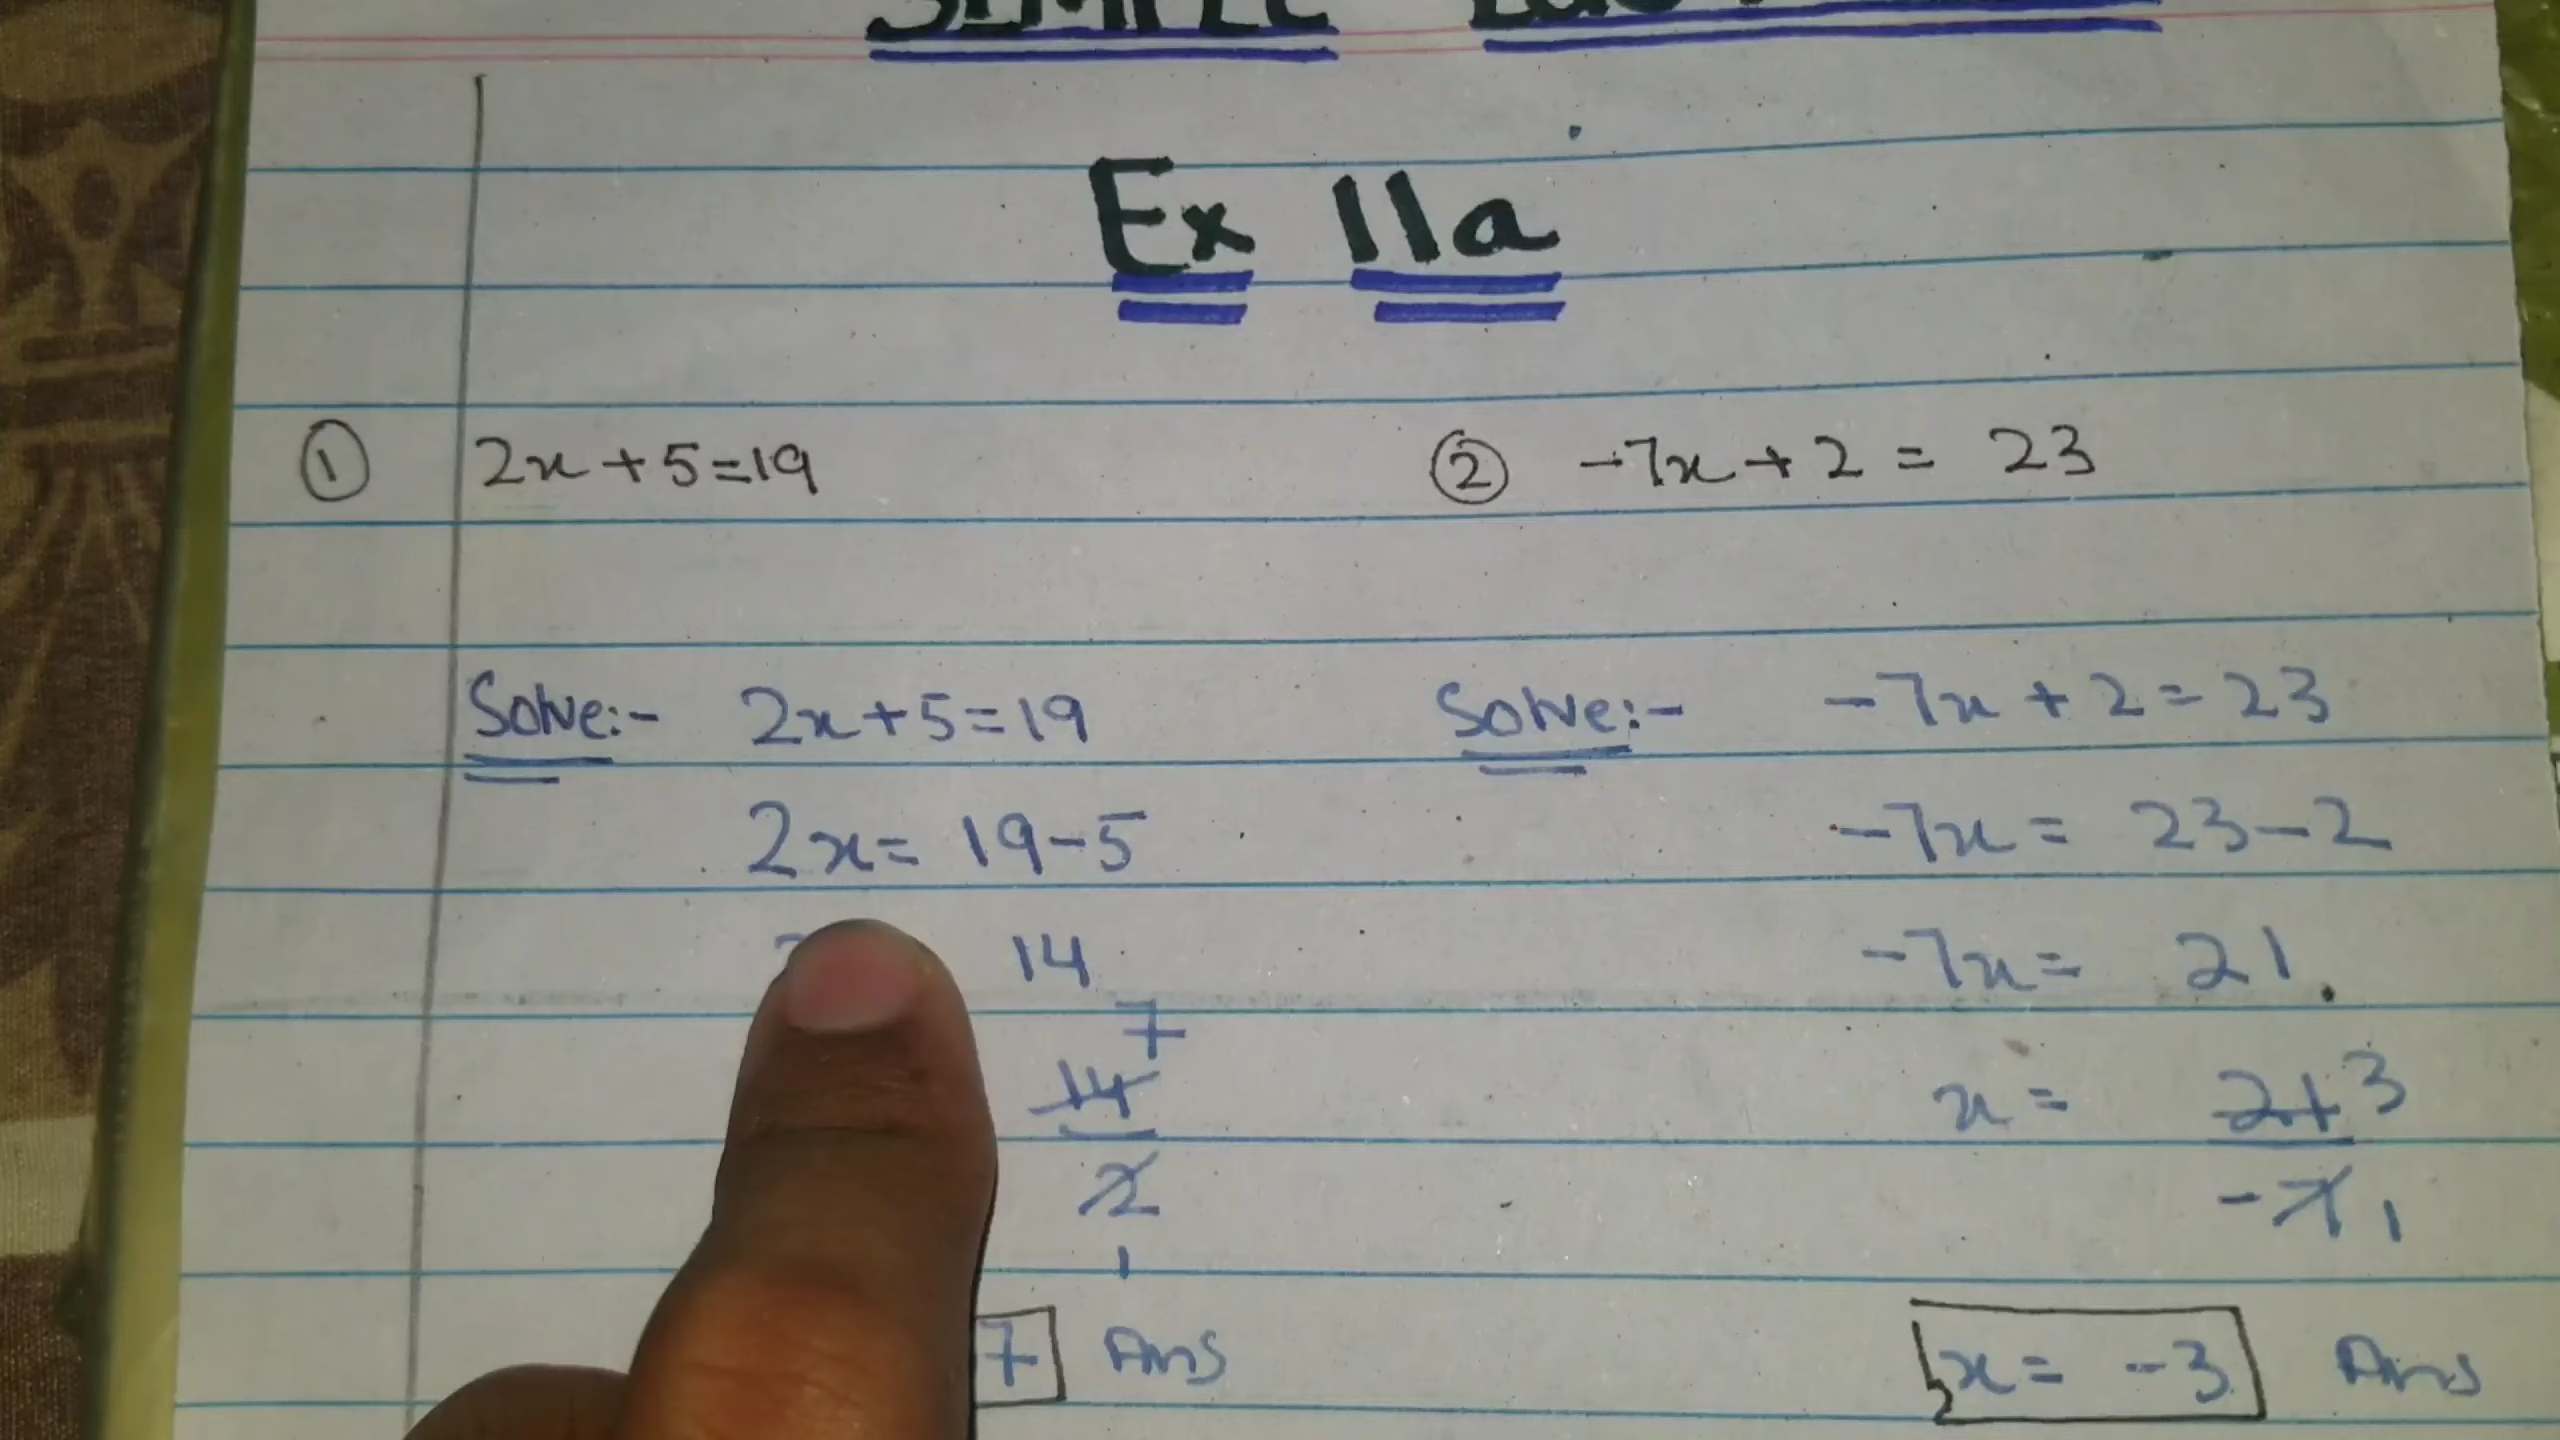 SIMPLE
Ex 11a
① 2x+5=19
② -7x+2 = 23
Solve:- 2x+5=19
2x= 19-5
14
7
14
2
1
7 Ans
Solve:- -7x+2=23
-7x= 23-2
-7x= 21
x= 21 3
-7 1
x= -3 Ans